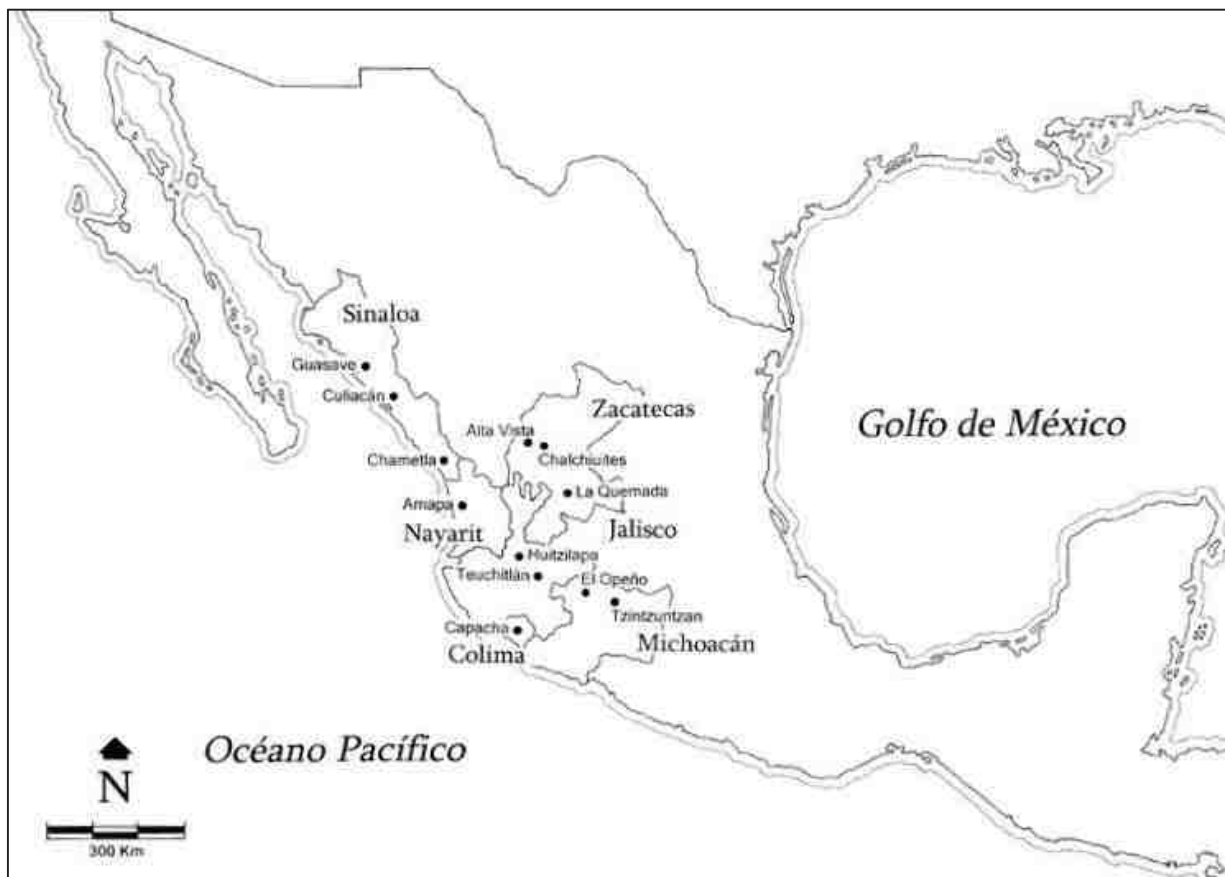 Sinaloa
Guasave
Culiacán
Zacatecas
Alta Vista
Chalchiuites
Golfo de México
Chametla
La Quemada
Amapa
Nayarit
Jalisco
Huitzilapa
Teuchitlán
El Opeño
Tzintzuntzan
Capacha
Michoacán
Colima
Océano Pacífico
N
300 Km